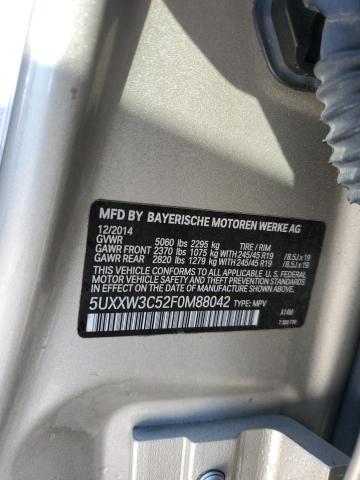 MFD BY BAYERISCHE MOTOREN WERKE AG
12/2014
GVWR 5060 lbs 2295 kg TIRE / RIM
GAWR FRONT 2370 lbs 1075 kg WITH 245/45 R19 /8.5J x 19
GAWR REAR 2820 lbs 1279 kg WITH 245/45 R19 /8.5J x 19
THIS VEHICLE CONFORMS TO ALL APPLICABLE U.S. FEDERAL
MOTOR VEHICLE SAFETY AND THEFT PREVENTION
STANDARDS IN EFFECT ON THE DATE OF MANUFACTURE
SHOWN ABOVE.
5UXXW3C52F0M88042 TYPE: MPV